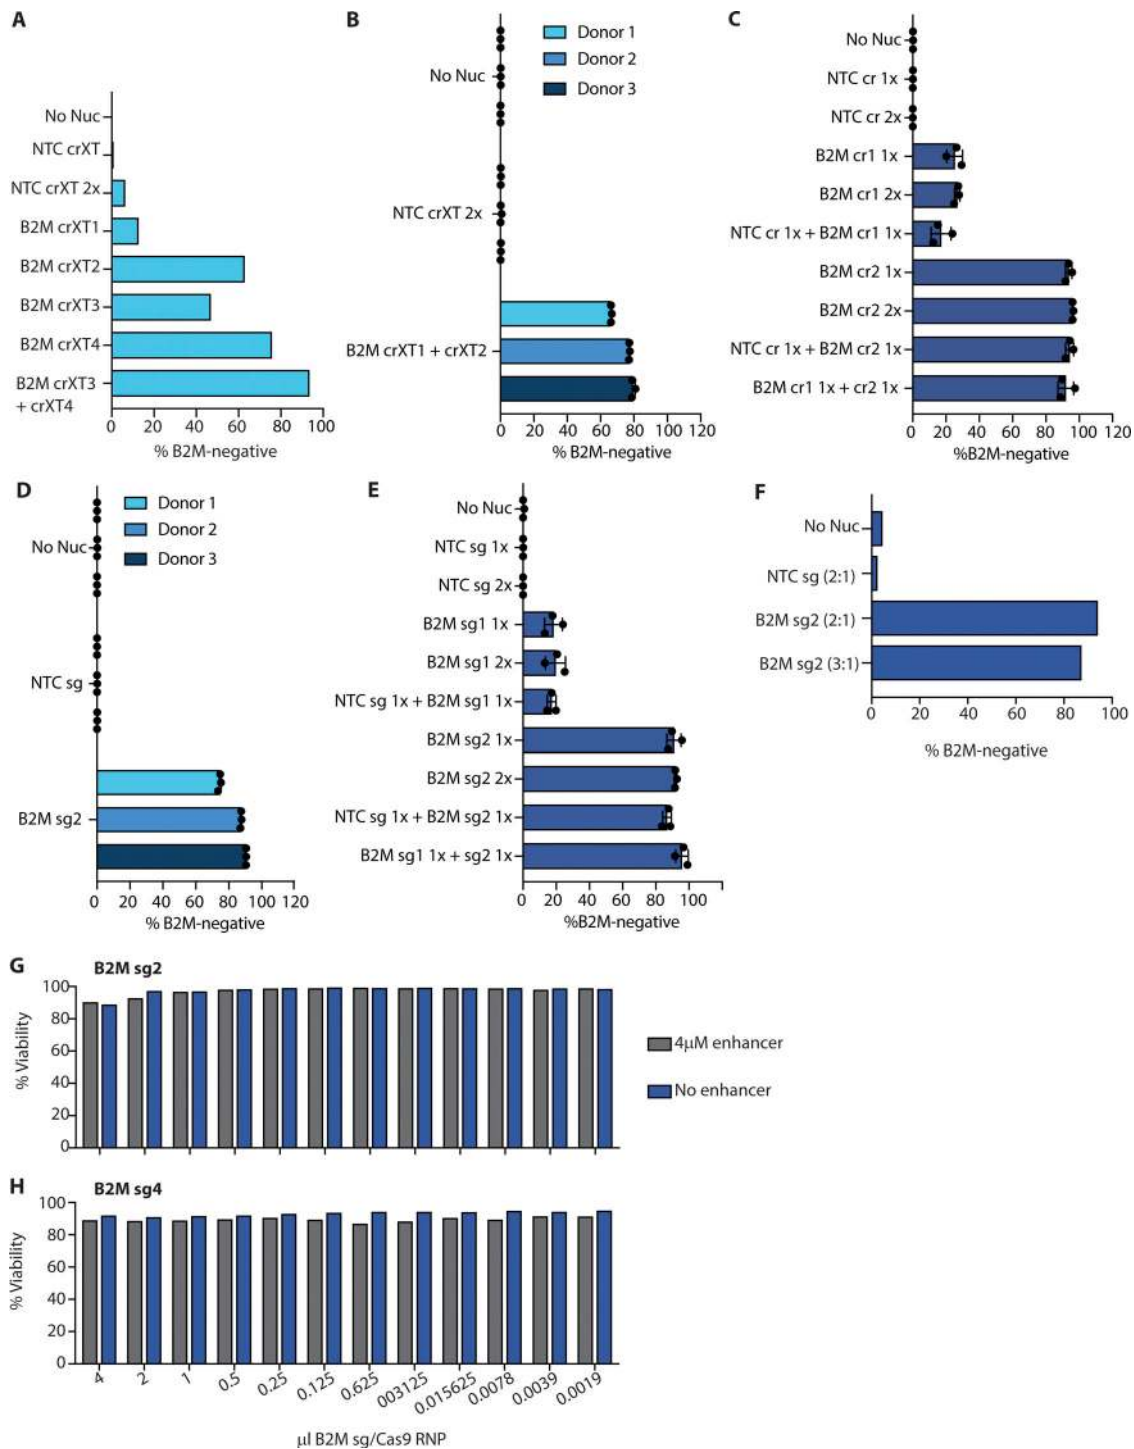 A
No Nuc
NTC crXT
NTC crXT 2x
B2M crXT1
B2M crXT2
B2M crXT3
B2M crXT4
B2M crXT3
+ crXT4
0 20 40 60 80 100
% B2M-negative
B
Donor 1
Donor 2
Donor 3
No Nuc
NTC crXT 2x
B2M crXT1 + crXT2
0 20 40 60 80 100 120
% B2M-negative
C
No Nuc
NTC cr 1x
NTC cr 2x
B2M cr1 1x
B2M cr1 2x
NTC cr 1x + B2M cr1 1x
B2M cr2 1x
B2M cr2 2x
NTC cr 1x + B2M cr2 1x
B2M cr1 1x + cr2 1x
0 20 40 60 80 100 120
%B2M-negative
D
Donor 1
Donor 2
Donor 3
No Nuc
NTC sg
B2M sg2
0 20 40 60 80 100 120
% B2M-negative
E
No Nuc
NTC sg 1x
NTC sg 2x
B2M sg1 1x
B2M sg1 2x
NTC sg 1x + B2M sg1 1x
B2M sg2 1x
B2M sg2 2x
NTC sg 1x + B2M sg2 1x
B2M sg1 1x + sg2 1x
0 20 40 60 80 100
%B2M-negative
F
No Nuc
NTC sg (2:1)
B2M sg2 (2:1)
B2M sg2 (3:1)
0 20 40 60 80 100
% B2M-negative
G
B2M sg2
100
80
60
40
20
0
% Viability
4μM enhancer
No enhancer
H
B2M sg4
100
80
60
40
20
0
% Viability
4 2 1 0.5 0.25 0.125 0.625 003125 0.015625 0.0078 0.0039 0.0019
μl B2M sg/Cas9 RNP